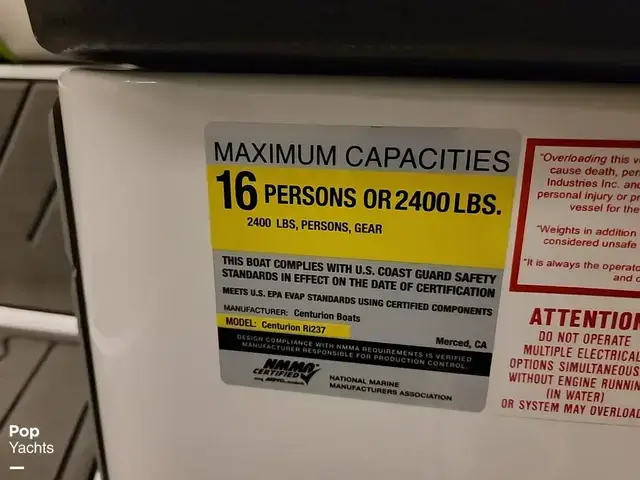 MAXIMUM CAPACITIES
16 PERSONS OR 2400 LBS.
2400 LBS, PERSONS, GEAR
THIS BOAT COMPLIES WITH U.S. COAST GUARD SAFETY
STANDARDS IN EFFECT ON THE DATE OF CERTIFICATION
MEETS U.S. EPA EVAP STANDARDS USING CERTIFIED COMPONENTS
MANUFACTURER: Centurion Boats
MODEL: Centurion Ri237
Merced, CA
DESIGN COMPLIANCE WITH NMMA REQUIREMENTS IS VERIFIED
MANUFACTURER RESPONSIBLE FOR PRODUCTION CONTROL.
NMMA
CERTIFIED
NATIONAL MARINE
MANUFACTURERS ASSOCIATION
"Overloading this
cause death,
Industries Inc. and
personal injury or
vessel for the
"Weights in addition
considered unsafe
"It is always the
and
ATTENTION
DO NOT OPERATE
MULTIPLE ELECTRICAL
OPTIONS SIMULTANEOUS
WITHOUT ENGINE RUNNING
(IN WATER)
OR SYSTEM MAY OVERLOAD
Pop
Yachts